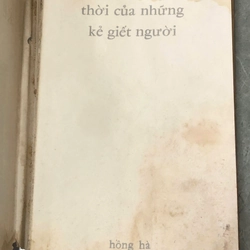 thời của những
kẻ giết người
hồng hà